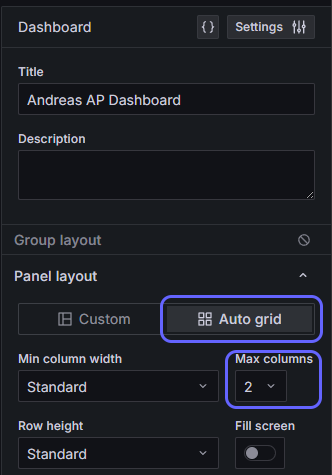 Dashboard
{ }
Settings
Title
Andreas AP Dashboard
Description
Group layout
Panel layout
Custom
Auto grid
Min column width
Max columns
Standard
2
Row height
Fill screen
Standard